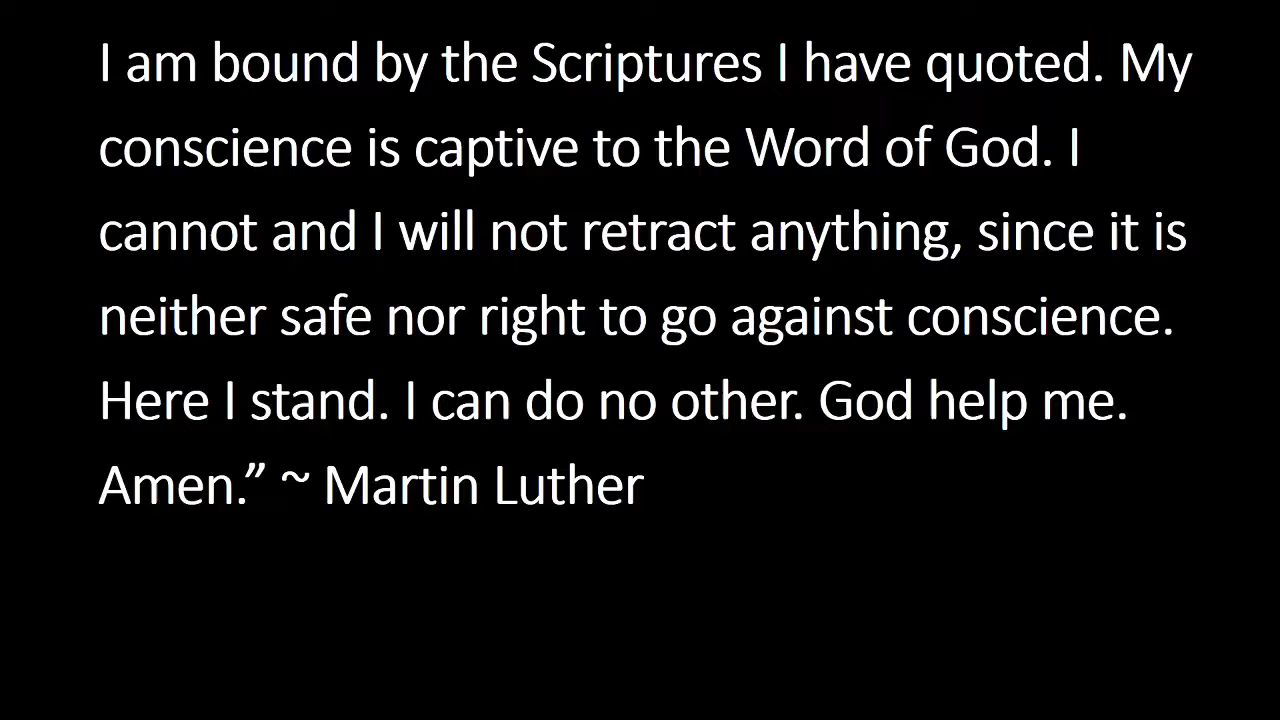 I am bound by the Scriptures I have quoted. My
conscience is captive to the Word of God. I
cannot and I will not retract anything, since it is
neither safe nor right to go against conscience.
Here I stand. I can do no other. God help me.
Amen.” ~ Martin Luther